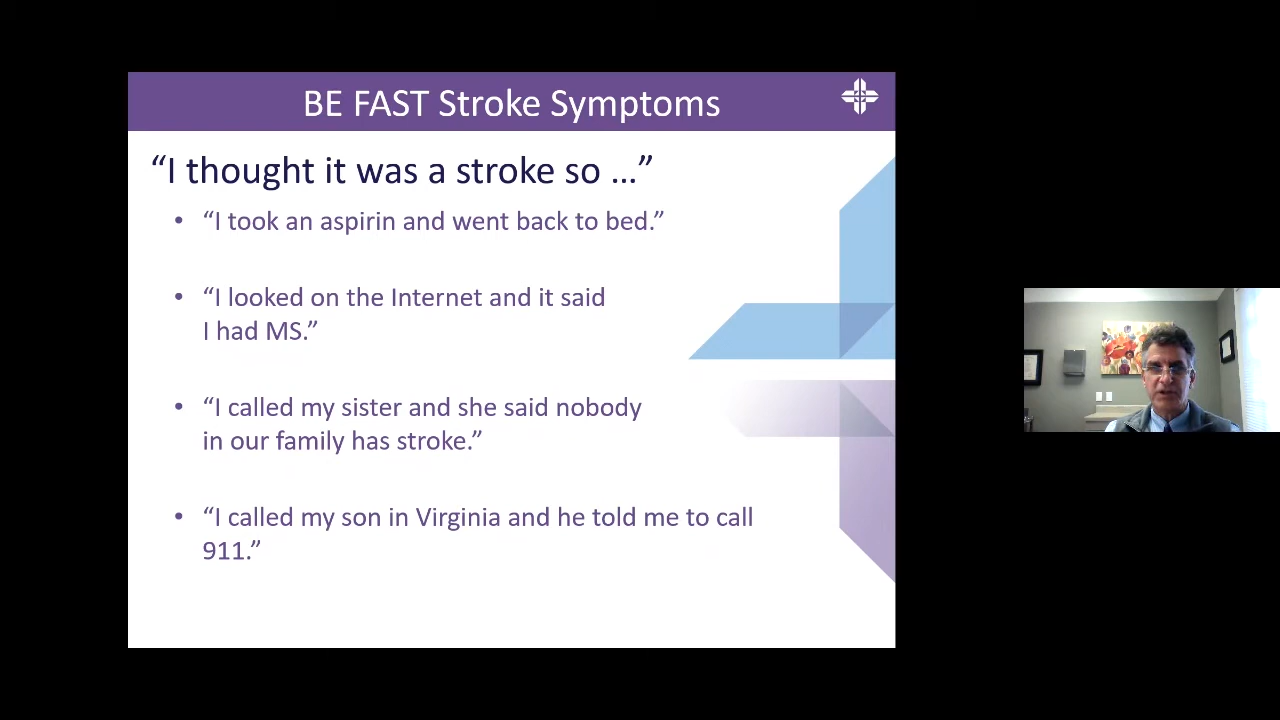 BE FAST Stroke Symptoms
“I thought it was a stroke so ...”
• “I took an aspirin and went back to bed.”
• “I looked on the Internet and it said
I had MS.”
• “I called my sister and she said nobody
in our family has stroke.”
• “I called my son in Virginia and he told me to call
911.”